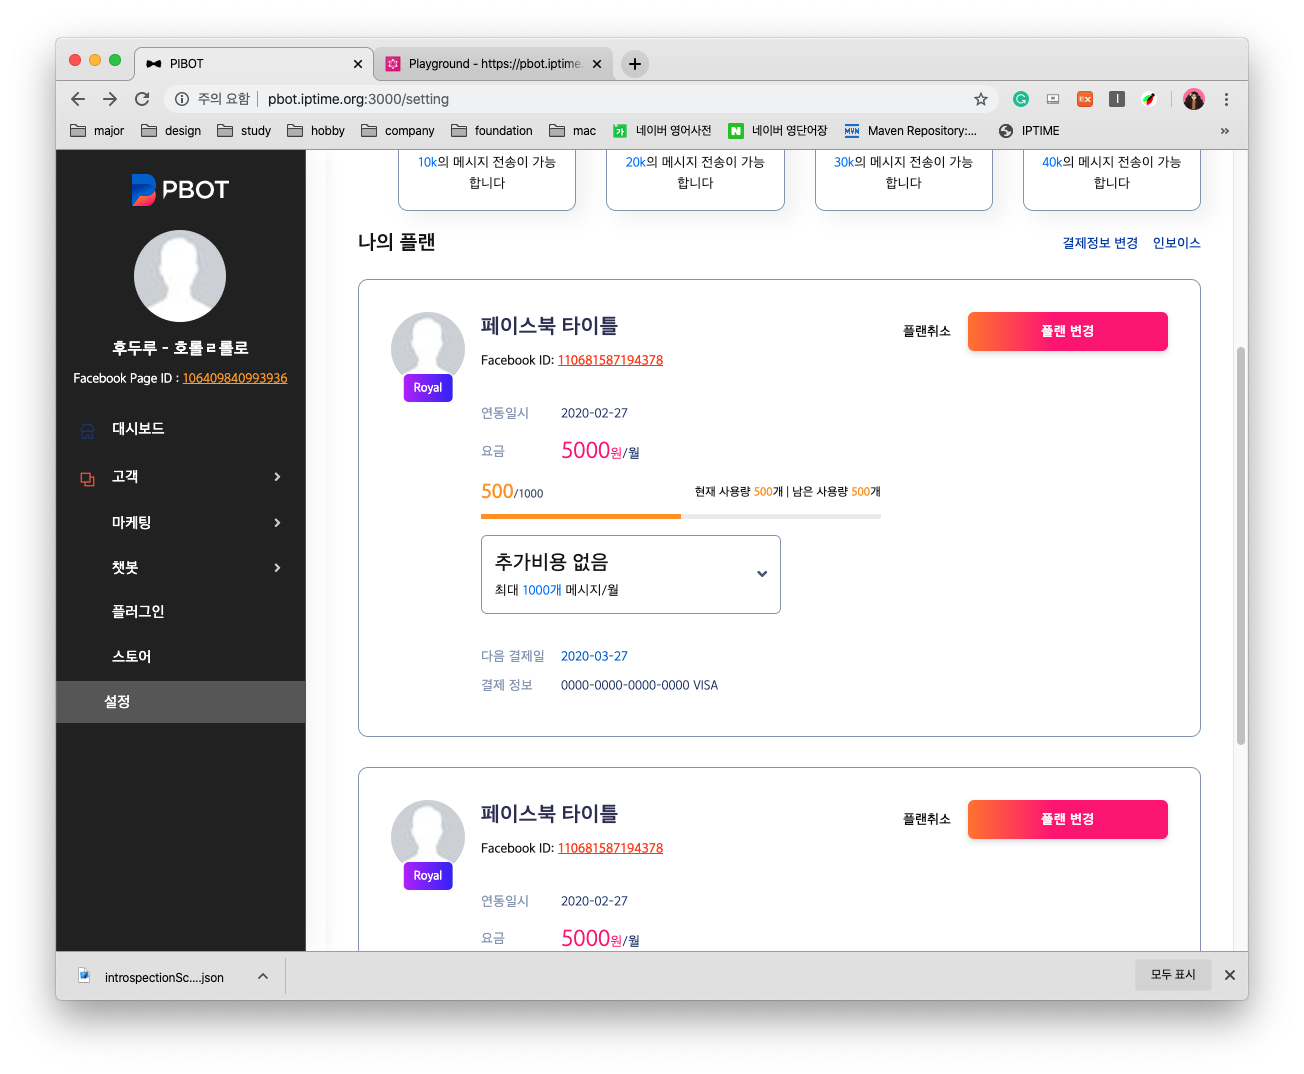 PIBOT
Playground - https://pbot.iptime.
주의 요함
pbot.iptime.org:3000/setting
major
design
study
hobby
company
foundation
mac
네이버 영어사전
네이버 영단어장
Maven Repository:...
IPTIME
PBOT
후두루 - 호롤ㄹ롤로
Facebook Page ID : 106409840993936
대시보드
고객
마케팅
챗봇
플러그인
스토어
설정
10k의 메시지 전송이 가능
합니다
20k의 메시지 전송이 가능
합니다
30k의 메시지 전송이 가능
합니다
40k의 메시지 전송이 가능
합니다
나의 플랜
결제정보 변경
인보이스
페이스북 타이틀
플랜취소
플랜 변경
Facebook ID: 110681587194378
Royal
연동일시
2020-02-27
요금
5000원/월
500/1000
현재 사용량 500개 | 남은 사용량 500개
추가비용 없음
최대 1000개 메시지/월
다음 결제일
2020-03-27
결제 정보
0000-0000-0000-0000 VISA
페이스북 타이틀
플랜취소
플랜 변경
Facebook ID: 110681587194378
Royal
연동일시
2020-02-27
요금
5000원/월
introspectionSc....json
모두 표시